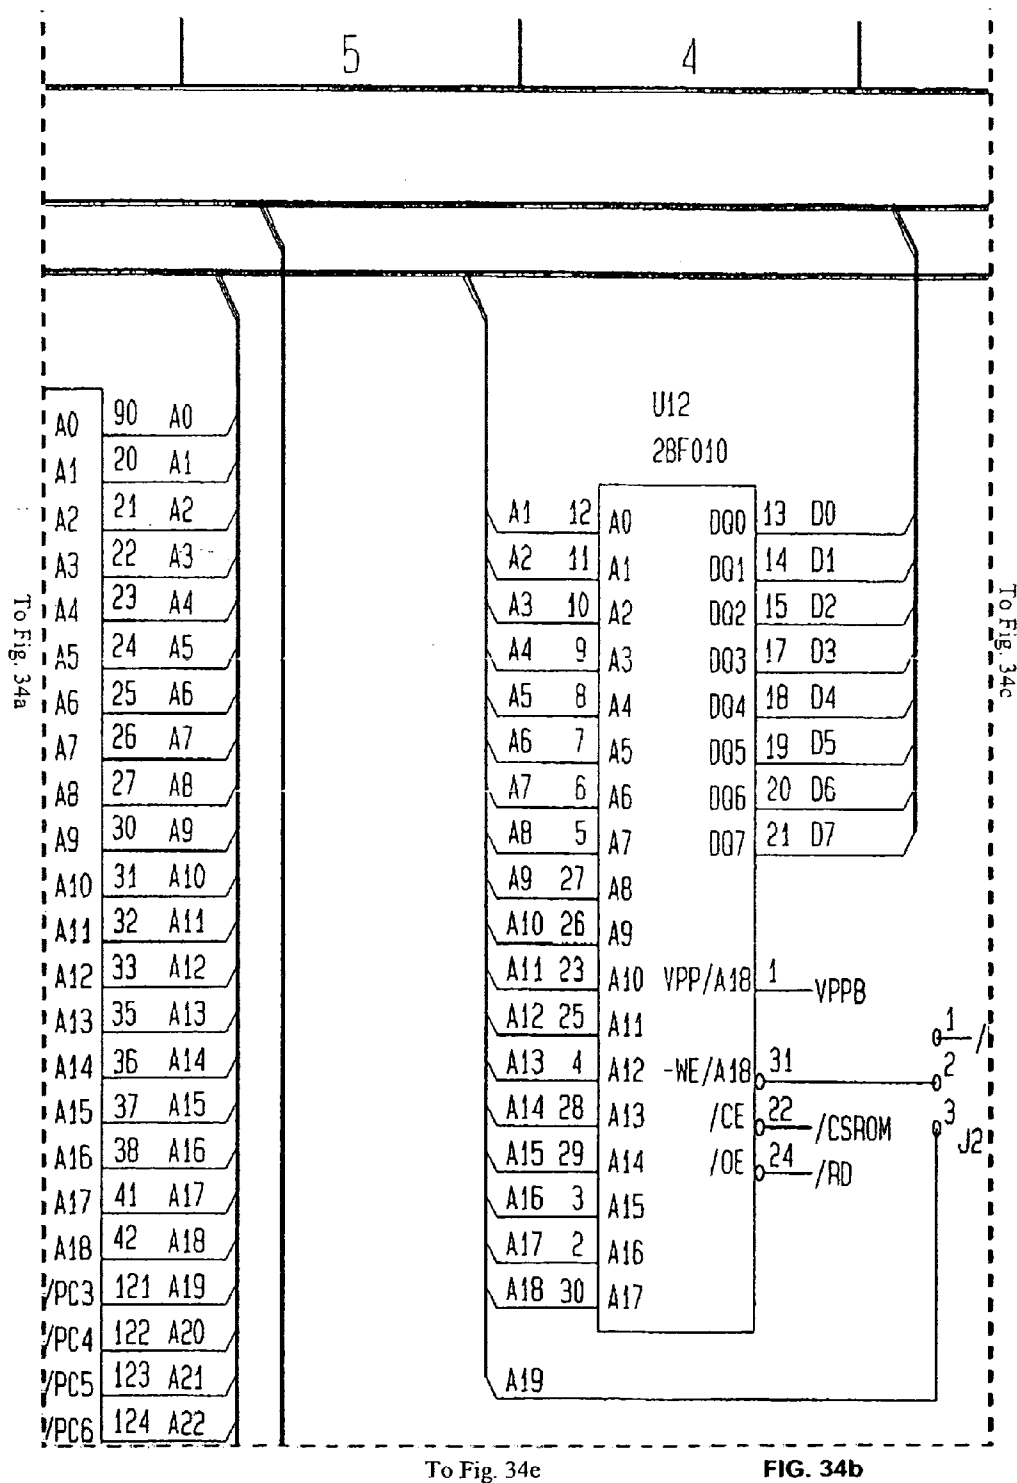 5 4
U12
28F010
A0 90 A0
A1 20 A1
A2 21 A2
A3 22 A3
A4 23 A4
A5 24 A5
A6 25 A6
A7 26 A7
A8 27 A8
A9 30 A9
A10 31 A10
A11 32 A11
A12 33 A12
A13 35 A13
A14 36 A14
A15 37 A15
A16 38 A16
A17 41 A17
A18 42 A18
/PC3 121 A19
/PC4 122 A20
/PC5 123 A21
/PC6 124 A22
A1 12 A0 DQ0 13 D0
A2 11 A1 DQ1 14 D1
A3 10 A2 DQ2 15 D2
A4 9 A3 DQ3 17 D3
A5 8 A4 DQ4 18 D4
A6 7 A5 DQ5 19 D5
A7 6 A6 DQ6 20 D6
A8 5 A7 DQ7 21 D7
A9 27 A8
A10 26 A9
A11 23 A10 VPP/A18 1 VPPB
A12 25 A11
A13 4 A12 -WE/A18 31
A14 28 A13 /CE 22 /CSROM
A15 29 A14 /OE 24 /RD
A16 3 A15
A17 2 A16
A18 30 A17
A19
1 /
2
3 J2
To Fig. 34a
To Fig. 34c
To Fig. 34e
FIG. 34b